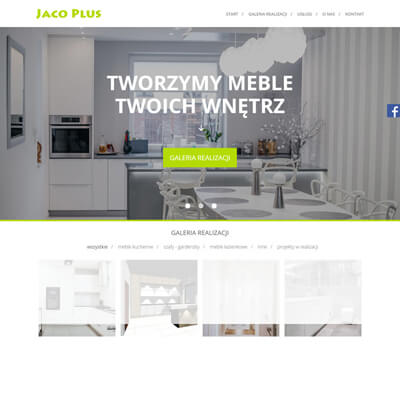 JACO PLUS
START / GALERIA REALIZACJI / USŁUGI / O NAS / KONTAKT
TWORZYMY MEBLE
TWOICH WNĘTRZ
GALERIA REALIZACJI
f
GALERIA REALIZACJI
wszystkie / meble kuchenne / szafy - garderoby / meble łazienkowe / inne / projekty w realizacji